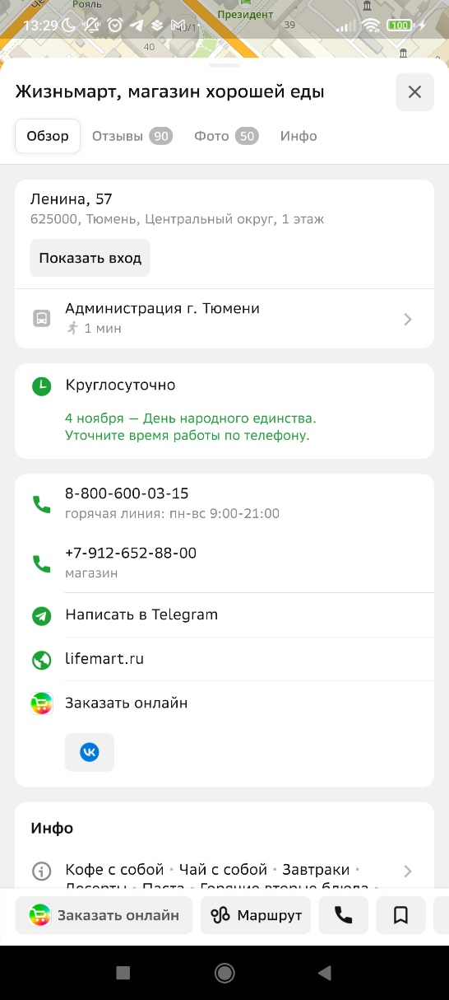 Рояль
13:29
100
Президент
40/1
39
40
Жизньмарт, магазин хорошей еды
Обзор Отзывы 90 Фото 50 Инфо
Ленина, 57
625000, Тюмень, Центральный округ, 1 этаж
Показать вход
Администрация г. Тюмени
1 мин
Круглосуточно
4 ноября — День народного единства.
Уточните время работы по телефону.
8-800-600-03-15
горячая линия: пн-вс 9:00-21:00
+7-912-652-88-00
магазин
Написать в Telegram
lifemart.ru
Заказать онлайн
Инфо
Кофе с собой • Чай с собой • Завтраки •
Десерты • Паста • Горячие вторые блюда •
Заказать онлайн Маршрут